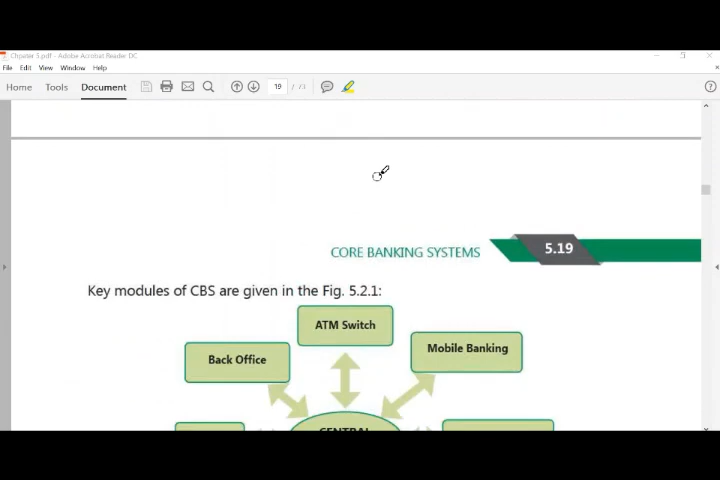 Chpater 5.pdf - Adobe Acrobat Reader DC
File Edit View Window Help
Home Tools Document 19 / 73
CORE BANKING SYSTEMS 5.19
Key modules of CBS are given in the Fig. 5.2.1:
ATM Switch
Back Office
Mobile Banking
CENTRAL